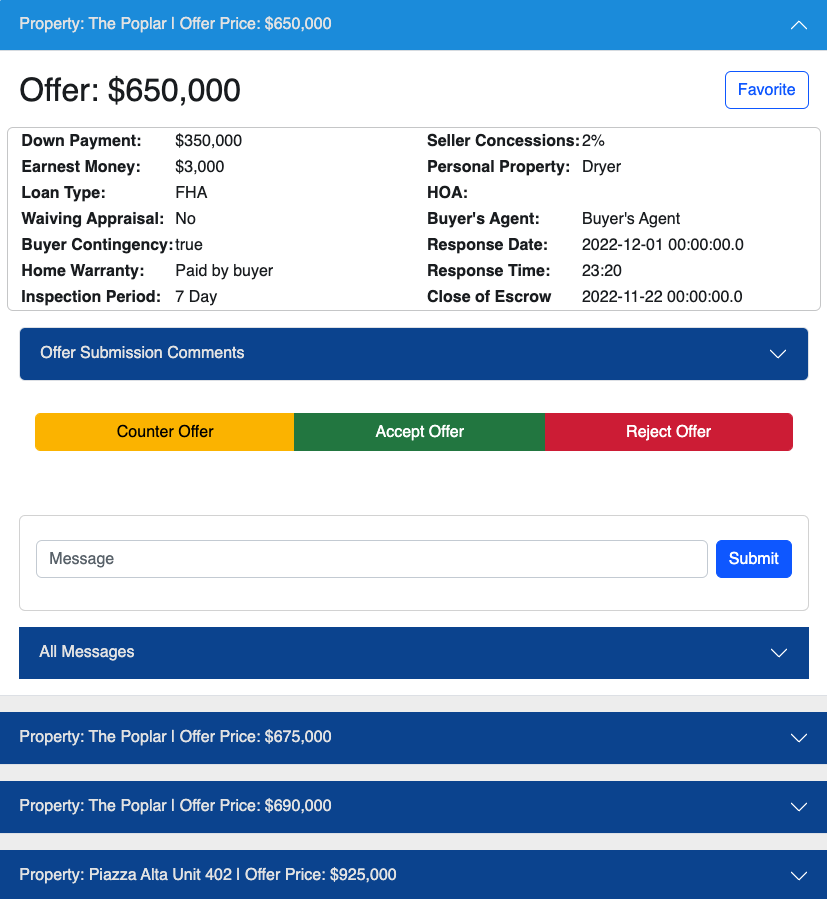 Property: The Poplar | Offer Price: $650,000
Offer: $650,000
Favorite
Down Payment: $350,000 Seller Concessions: 2%
Earnest Money: $3,000 Personal Property: Dryer
Loan Type: FHA HOA:
Waiving Appraisal: No Buyer's Agent: Buyer's Agent
Buyer Contingency: true Response Date: 2022-12-01 00:00:00.0
Home Warranty: Paid by buyer Response Time: 23:20
Inspection Period: 7 Day Close of Escrow 2022-11-22 00:00:00.0
Offer Submission Comments
Counter Offer Accept Offer Reject Offer
Message Submit
All Messages
Property: The Poplar | Offer Price: $675,000
Property: The Poplar | Offer Price: $690,000
Property: Piazza Alta Unit 402 | Offer Price: $925,000